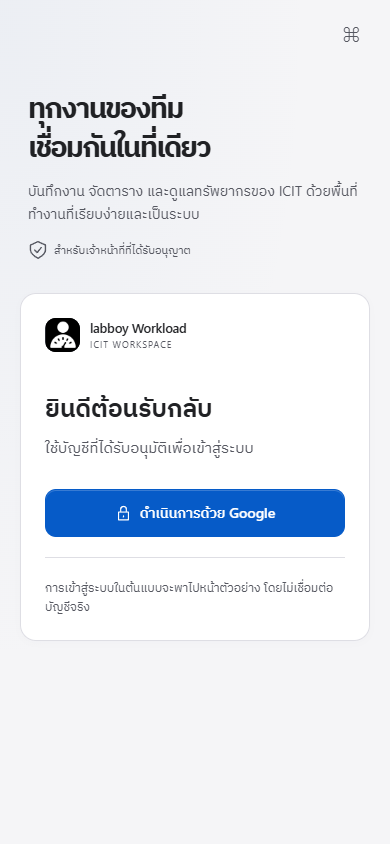 ⌘
ทุกงานของทีม
เชื่อมกันในที่เดียว
บันทึกงาน จัดตาราง และดูแลทรัพยากรของ ICIT ด้วยพื้นที่
ทำงานที่เรียบง่ายและเป็นระบบ
สำหรับเจ้าหน้าที่ที่ได้รับอนุญาต
labboy Workload
ICIT WORKSPACE
ยินดีต้อนรับกลับ
ใช้บัญชีที่ได้รับอนุมัติเพื่อเข้าสู่ระบบ
ดำเนินการด้วย Google
การเข้าสู่ระบบในต้นแบบจะพาไปหน้าตัวอย่าง โดยไม่เชื่อมต่อ
บัญชีจริง